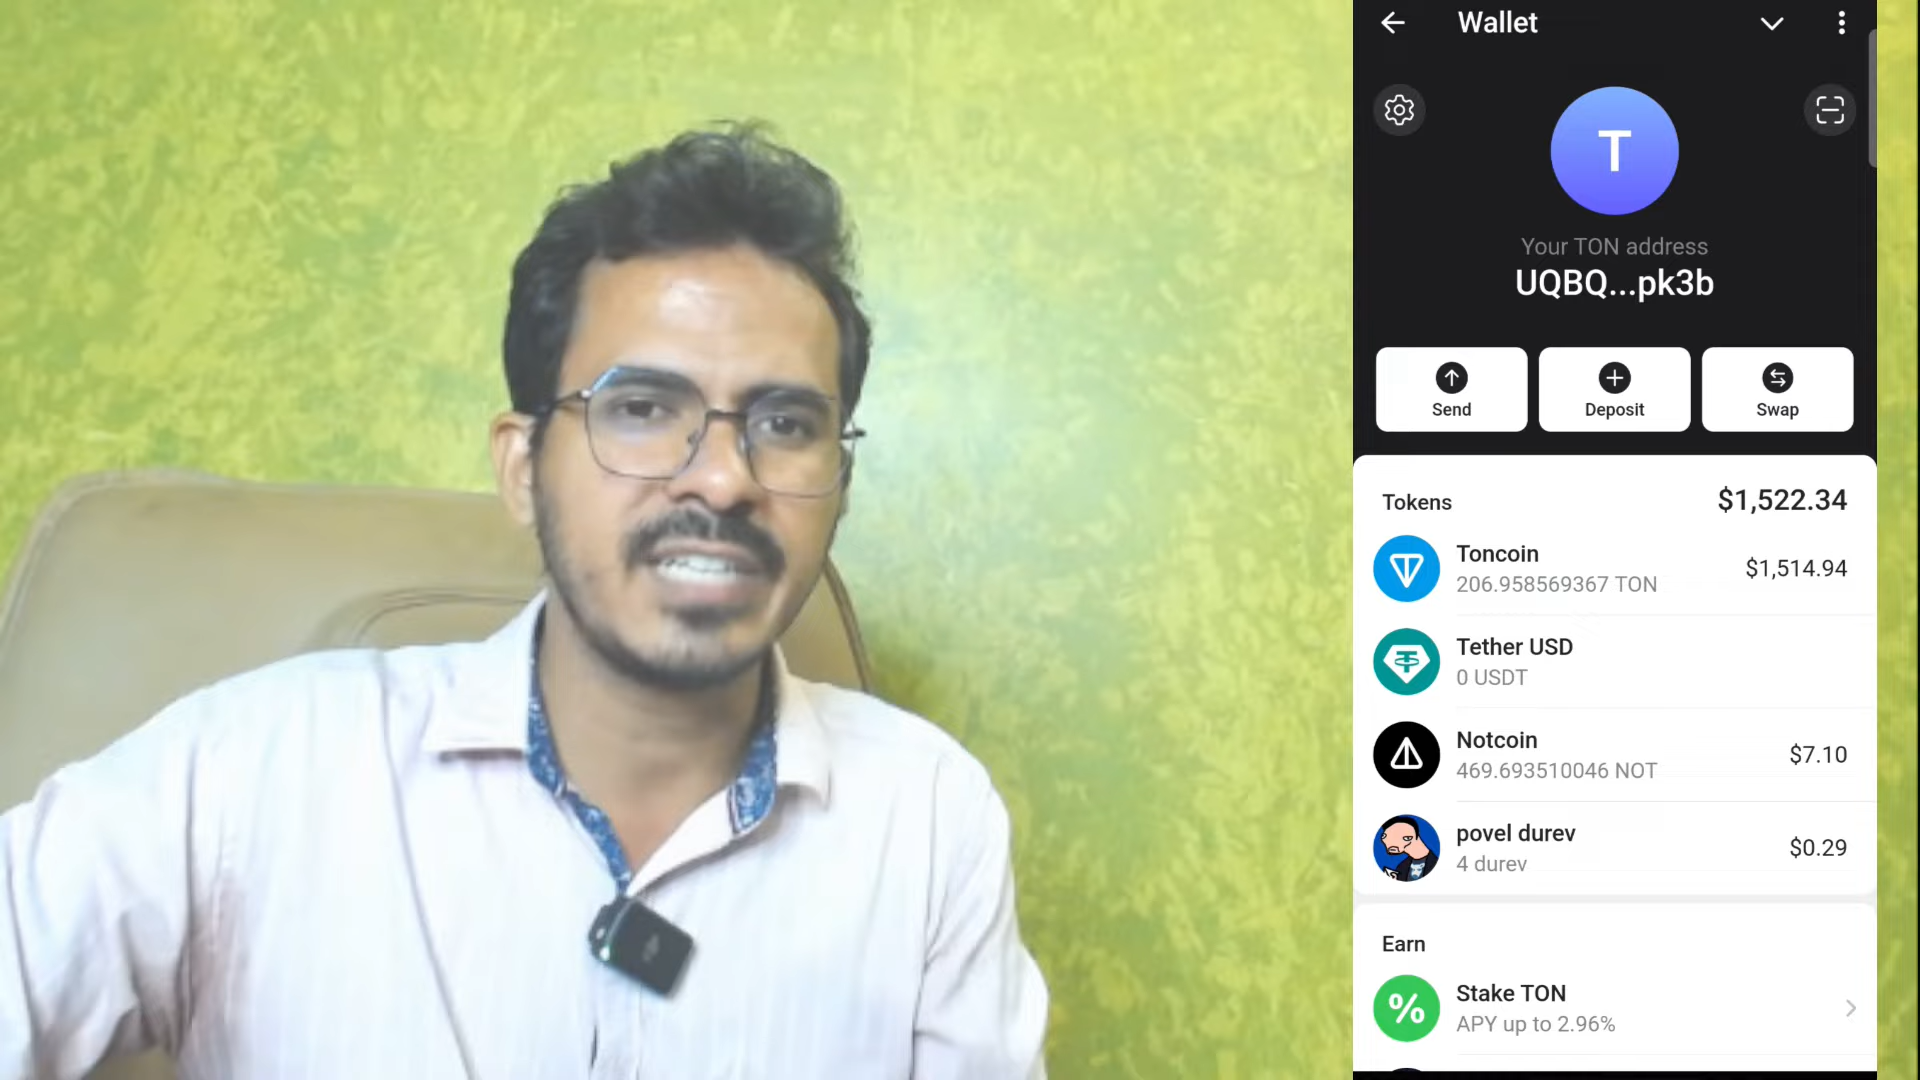 Wallet
T
Your TON address
UQBQ...pk3b
Send
Deposit
Swap
Tokens
$1,522.34
Toncoin
206.958569367 TON
$1,514.94
Tether USD
0 USDT
Notcoin
469.693510046 NOT
$7.10
povel durev
4 durev
$0.29
Earn
%
Stake TON
APY up to 2.96%